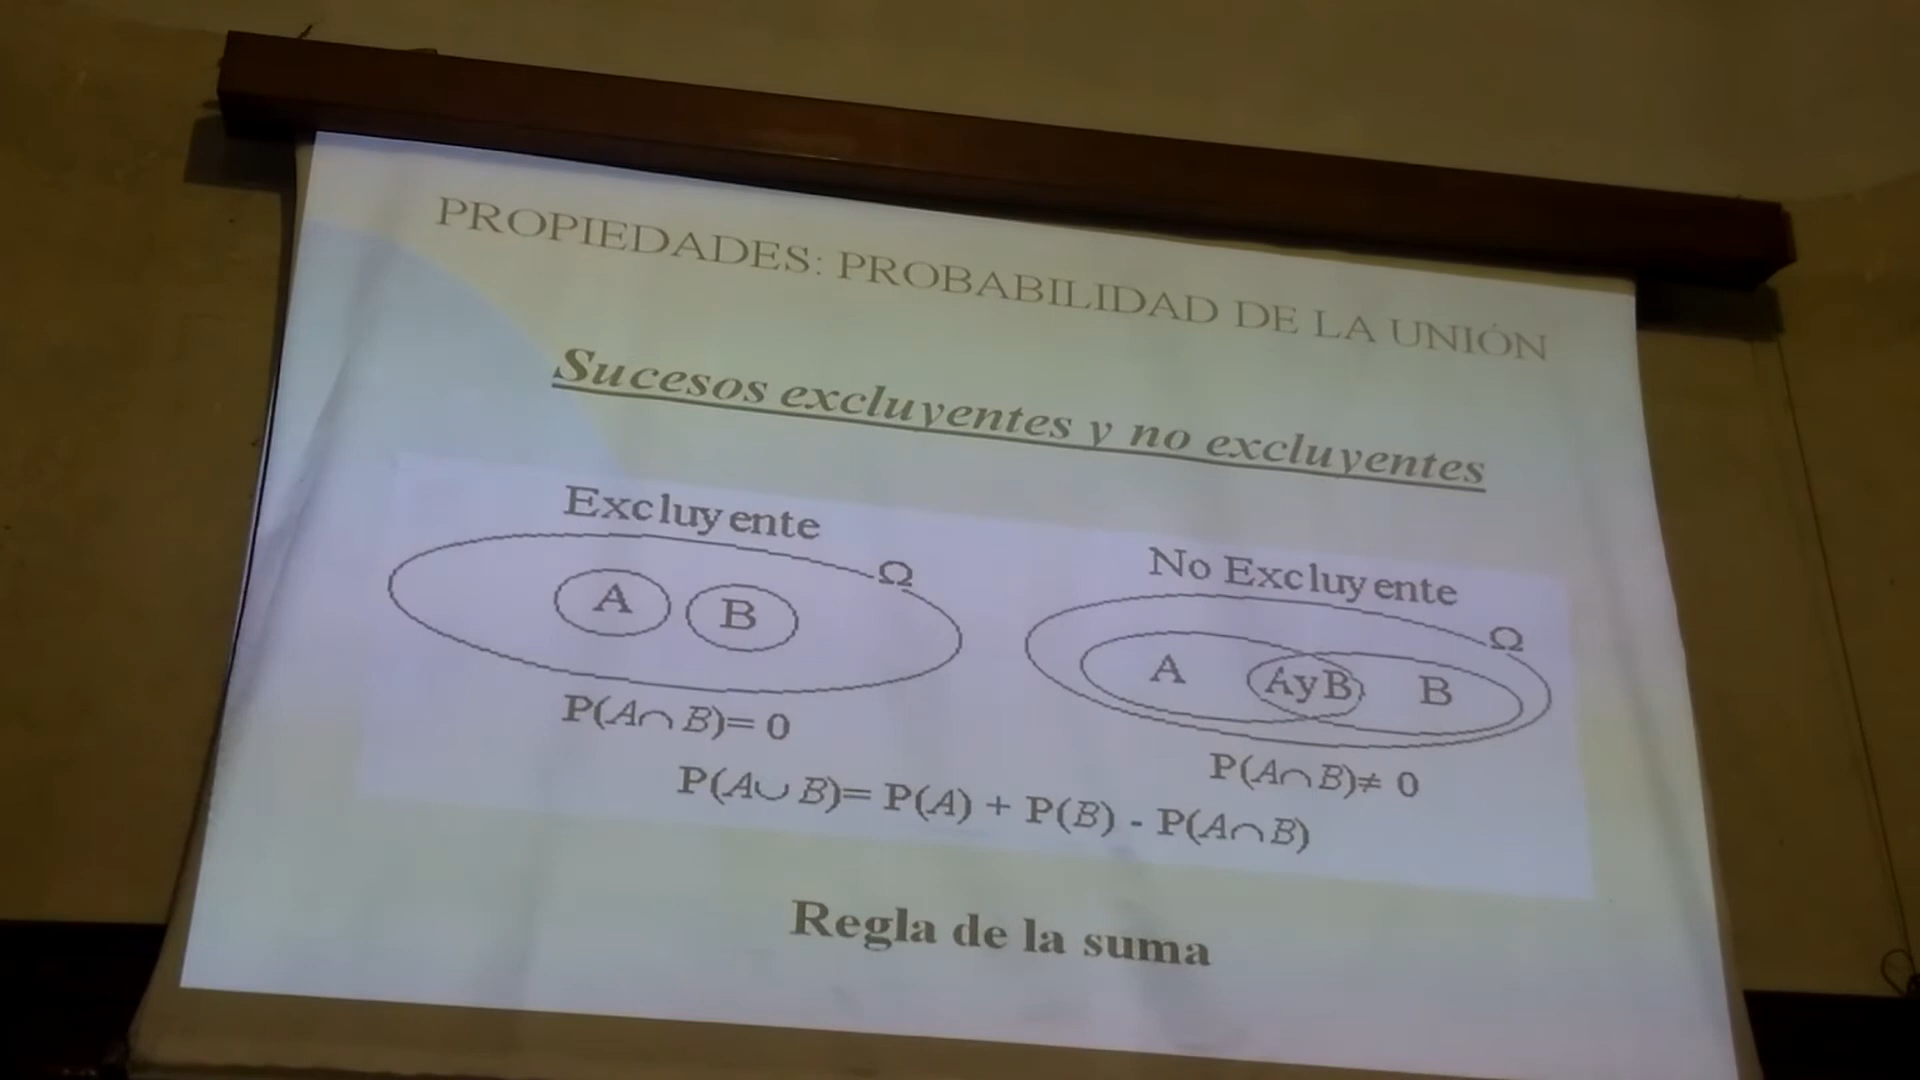 PROPIEDADES: PROBABILIDAD DE LA UNIÓN
Sucesos excluyentes y no excluyentes
Excluyente
Ω
A
B
P(A∩B)= 0
No Excluyente
Ω
A
AyB
B
P(A∩B)≠ 0
P(A∪B)= P(A) + P(B) - P(A∩B)
Regla de la suma